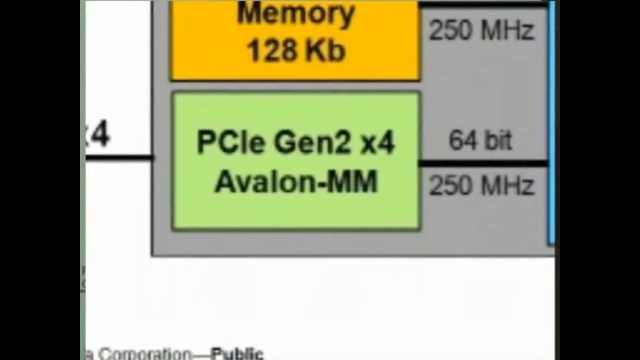 Memory
128 Kb
250 MHz
x4
PCIe Gen2 x4
Avalon-MM
64 bit
250 MHz
a Corporation—Public